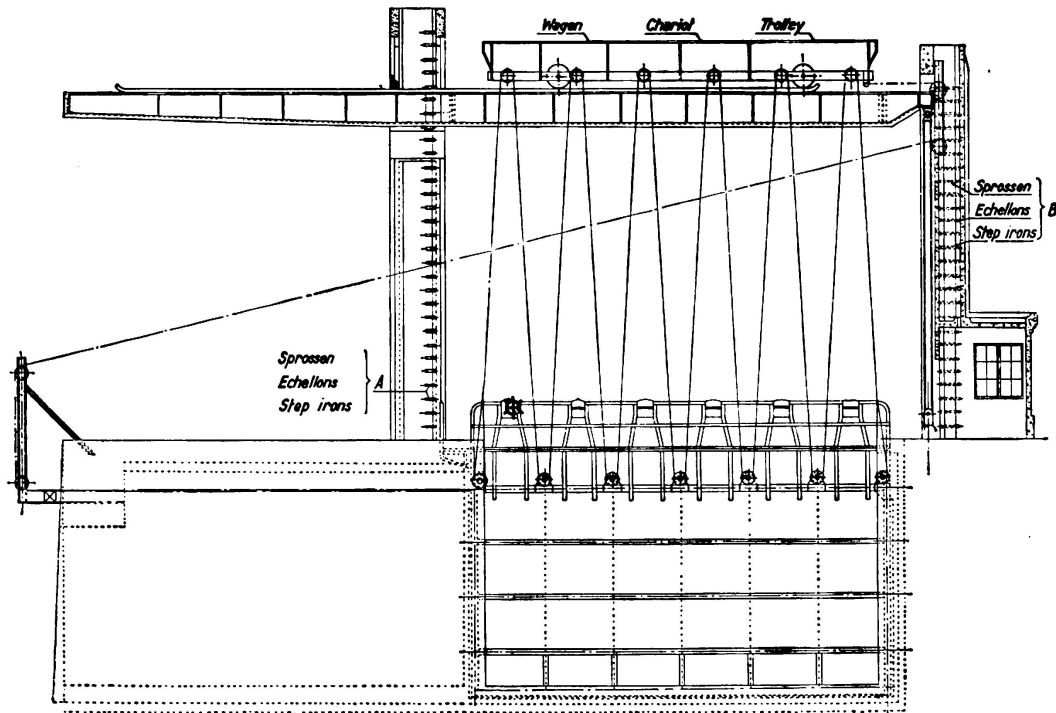 Wagen Chariot Trolley
Sprossen
Echellons
Step irons
B
Sprossen
Echellons
Step irons
A